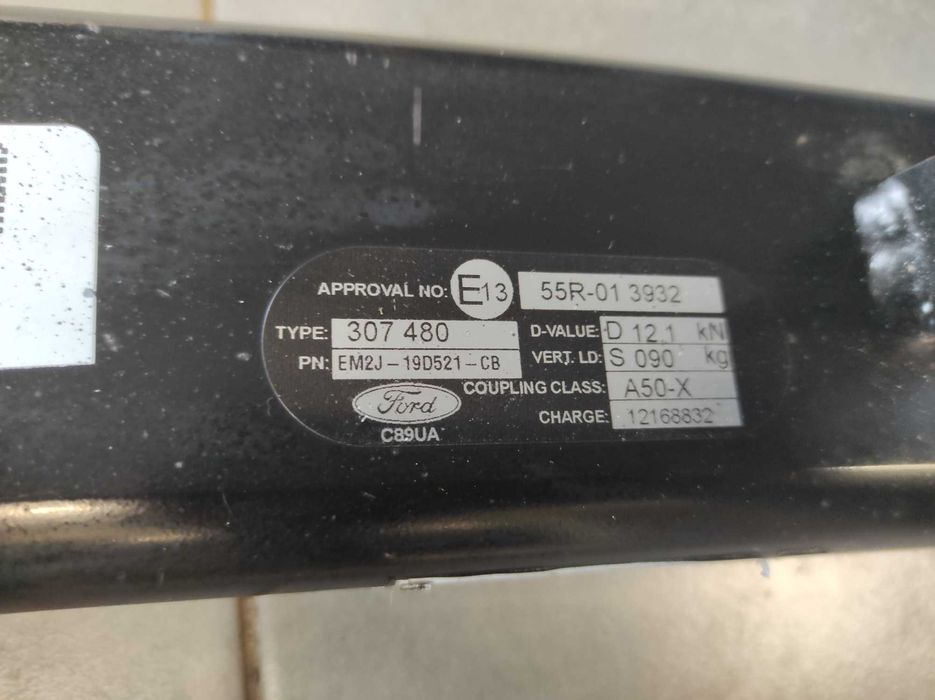 APPROVAL NO: E13 55R-01 3932
TYPE: 307 480 D-VALUE: D 12.1 kN
PN: EM2J-19D521-CB VERT. LD: S 090 kg
COUPLING CLASS: A50-X
Ford CHARGE: 12168832
C89UA